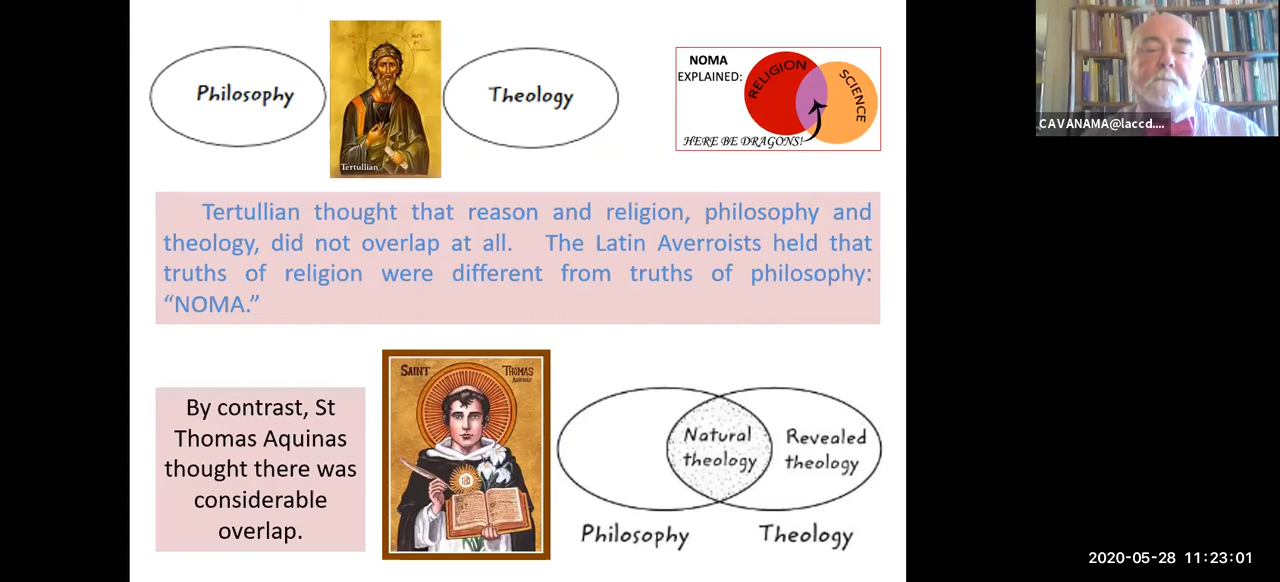 Philosophy
Tertullian
Theology
NOMA
EXPLAINED:
RELIGION
SCIENCE
HERE BE DRAGONS!
CAVANAMA@laccd....
Tertullian thought that reason and religion, philosophy and
theology, did not overlap at all. The Latin Averroists held that
truths of religion were different from truths of philosophy:
“NOMA.”
By contrast, St
Thomas Aquinas
thought there was
considerable
overlap.
SAINT THOMAS
AQUINAS
Natural
theology
Revealed
theology
Philosophy
Theology
2020-05-28 11:23:01